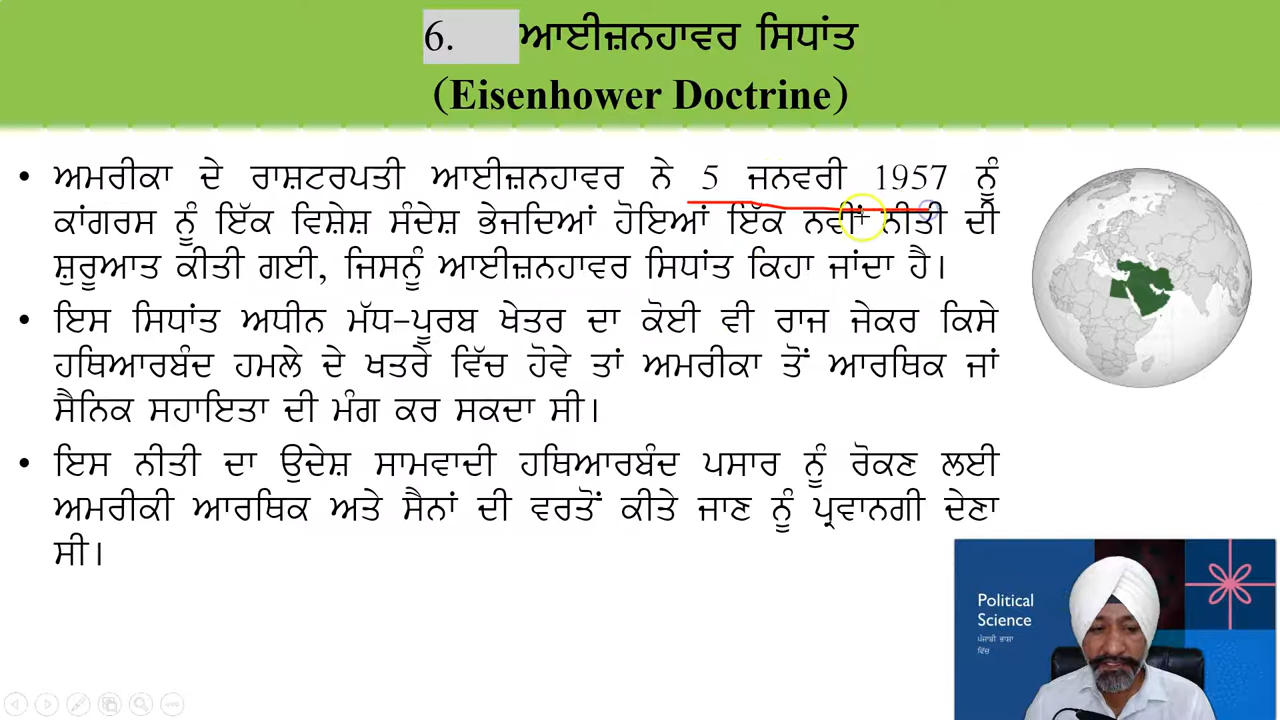 6. ਆਈਜ਼ਨਹਾਵਰ ਸਿਧਾਂਤ
(Eisenhower Doctrine)
• ਅਮਰੀਕਾ ਦੇ ਰਾਸ਼ਟਰਪਤੀ ਆਈਜ਼ਨਹਾਵਰ ਨੇ 5 ਜਨਵਰੀ 1957 ਨੂੰ
ਕਾਂਗਰਸ ਨੂੰ ਇੱਕ ਵਿਸ਼ੇਸ਼ ਸੰਦੇਸ਼ ਭੇਜਦਿਆਂ ਹੋਇਆਂ ਇੱਕ ਨਵੀਂ ਨੀਤੀ ਦੀ
ਸ਼ੁਰੂਆਤ ਕੀਤੀ ਗਈ, ਜਿਸਨੂੰ ਆਈਜ਼ਨਹਾਵਰ ਸਿਧਾਂਤ ਕਿਹਾ ਜਾਂਦਾ ਹੈ।
• ਇਸ ਸਿਧਾਂਤ ਅਧੀਨ ਮੱਧ-ਪੂਰਬ ਖੇਤਰ ਦਾ ਕੋਈ ਵੀ ਰਾਜ ਜੇਕਰ ਕਿਸੇ
ਹਥਿਆਰਬੰਦ ਹਮਲੇ ਦੇ ਖਤਰੇ ਵਿੱਚ ਹੋਵੇ ਤਾਂ ਅਮਰੀਕਾ ਤੋਂ ਆਰਥਿਕ ਜਾਂ
ਸੈਨਿਕ ਸਹਾਇਤਾ ਦੀ ਮੰਗ ਕਰ ਸਕਦਾ ਸੀ।
• ਇਸ ਨੀਤੀ ਦਾ ਉਦੇਸ਼ ਸਾਮਵਾਦੀ ਹਥਿਆਰਬੰਦ ਪਸਾਰ ਨੂੰ ਰੋਕਣ ਲਈ
ਅਮਰੀਕੀ ਆਰਥਿਕ ਅਤੇ ਸੈਨਾਂ ਦੀ ਵਰਤੋਂ ਕੀਤੇ ਜਾਣ ਨੂੰ ਪ੍ਰਵਾਨਗੀ ਦੇਣਾ
ਸੀ।
Political
Science
ਪੰਜਾਬੀ ਭਾਸ਼ਾ
ਵਿੱਚ